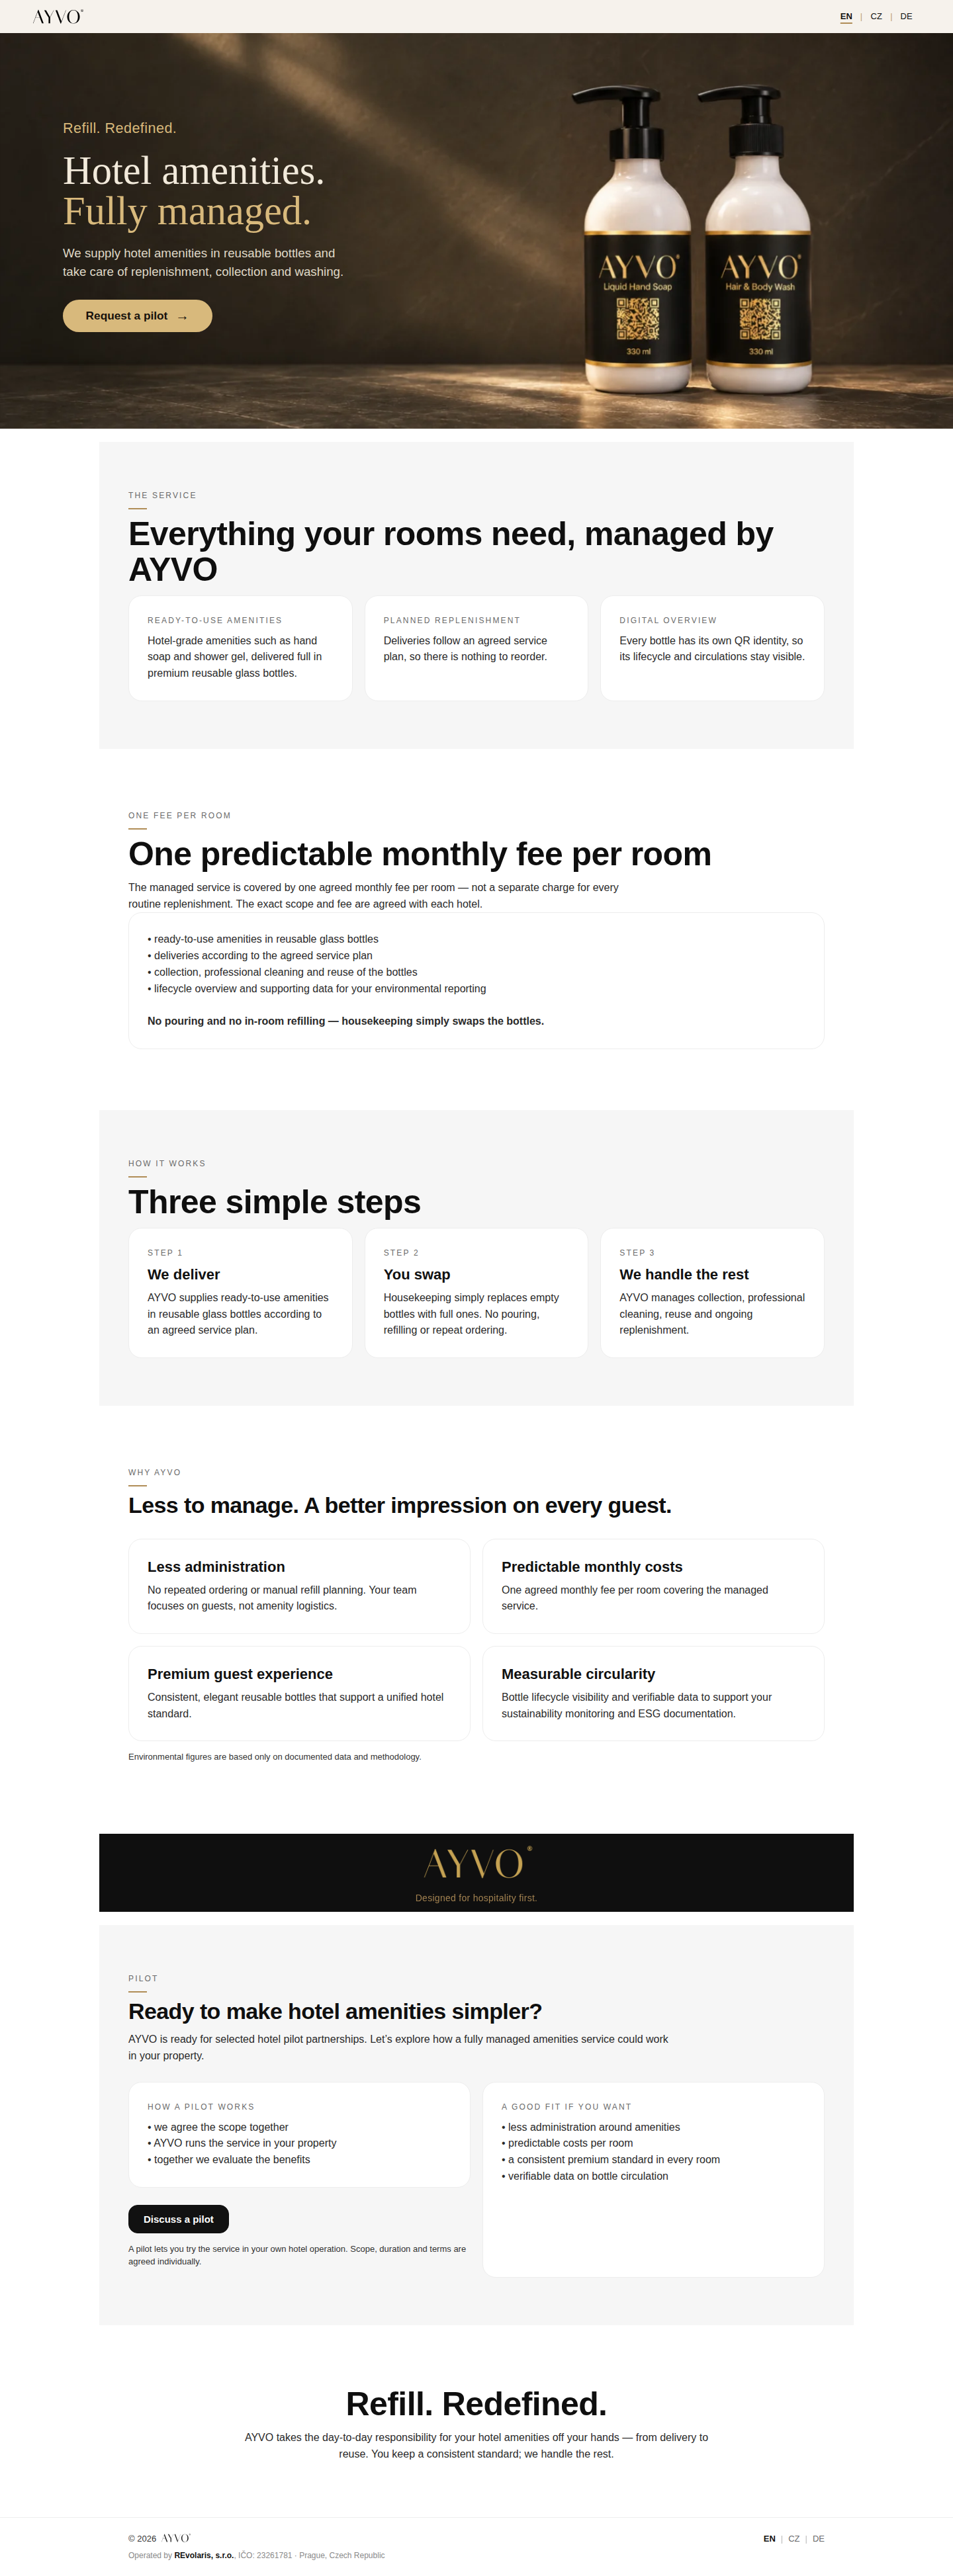 AYVO®
EN | CZ | DE
Refill. Redefined.
Hotel amenities.
Fully managed.
We supply hotel amenities in reusable bottles and
take care of replenishment, collection and washing.
Request a pilot →
AYVO®
Liquid Hand Soap
330 ml
AYVO®
Hair & Body Wash
330 ml
THE SERVICE
Everything your rooms need, managed by
AYVO
READY-TO-USE AMENITIES
Hotel-grade amenities such as hand
soap and shower gel, delivered full in
premium reusable glass bottles.
PLANNED REPLENISHMENT
Deliveries follow an agreed service
plan, so there is nothing to reorder.
DIGITAL OVERVIEW
Every bottle has its own QR identity, so
its lifecycle and circulations stay visible.
ONE FEE PER ROOM
One predictable monthly fee per room
The managed service is covered by one agreed monthly fee per room — not a separate charge for every
routine replenishment. The exact scope and fee are agreed with each hotel.
• ready-to-use amenities in reusable glass bottles
• deliveries according to the agreed service plan
• collection, professional cleaning and reuse of the bottles
• lifecycle overview and supporting data for your environmental reporting
No pouring and no in-room refilling — housekeeping simply swaps the bottles.
HOW IT WORKS
Three simple steps
STEP 1
We deliver
AYVO supplies ready-to-use amenities
in reusable glass bottles according to
an agreed service plan.
STEP 2
You swap
Housekeeping simply replaces empty
bottles with full ones. No pouring,
refilling or repeat ordering.
STEP 3
We handle the rest
AYVO manages collection, professional
cleaning, reuse and ongoing
replenishment.
WHY AYVO
Less to manage. A better impression on every guest.
Less administration
No repeated ordering or manual refill planning. Your team
focuses on guests, not amenity logistics.
Predictable monthly costs
One agreed monthly fee per room covering the managed
service.
Premium guest experience
Consistent, elegant reusable bottles that support a unified hotel
standard.
Measurable circularity
Bottle lifecycle visibility and verifiable data to support your
sustainability monitoring and ESG documentation.
Environmental figures are based only on documented data and methodology.
AYVO®
Designed for hospitality first.
PILOT
Ready to make hotel amenities simpler?
AYVO is ready for selected hotel pilot partnerships. Let’s explore how a fully managed amenities service could work
in your property.
HOW A PILOT WORKS
• we agree the scope together
• AYVO runs the service in your property
• together we evaluate the benefits
Discuss a pilot
A pilot lets you try the service in your own hotel operation. Scope, duration and terms are
agreed individually.
A GOOD FIT IF YOU WANT
• less administration around amenities
• predictable costs per room
• a consistent premium standard in every room
• verifiable data on bottle circulation
Refill. Redefined.
AYVO takes the day-to-day responsibility for your hotel amenities off your hands — from delivery to
reuse. You keep a consistent standard; we handle the rest.
© 2026 AYVO®
EN | CZ | DE
Operated by REvolaris, s.r.o., IČO: 23261781 · Prague, Czech Republic